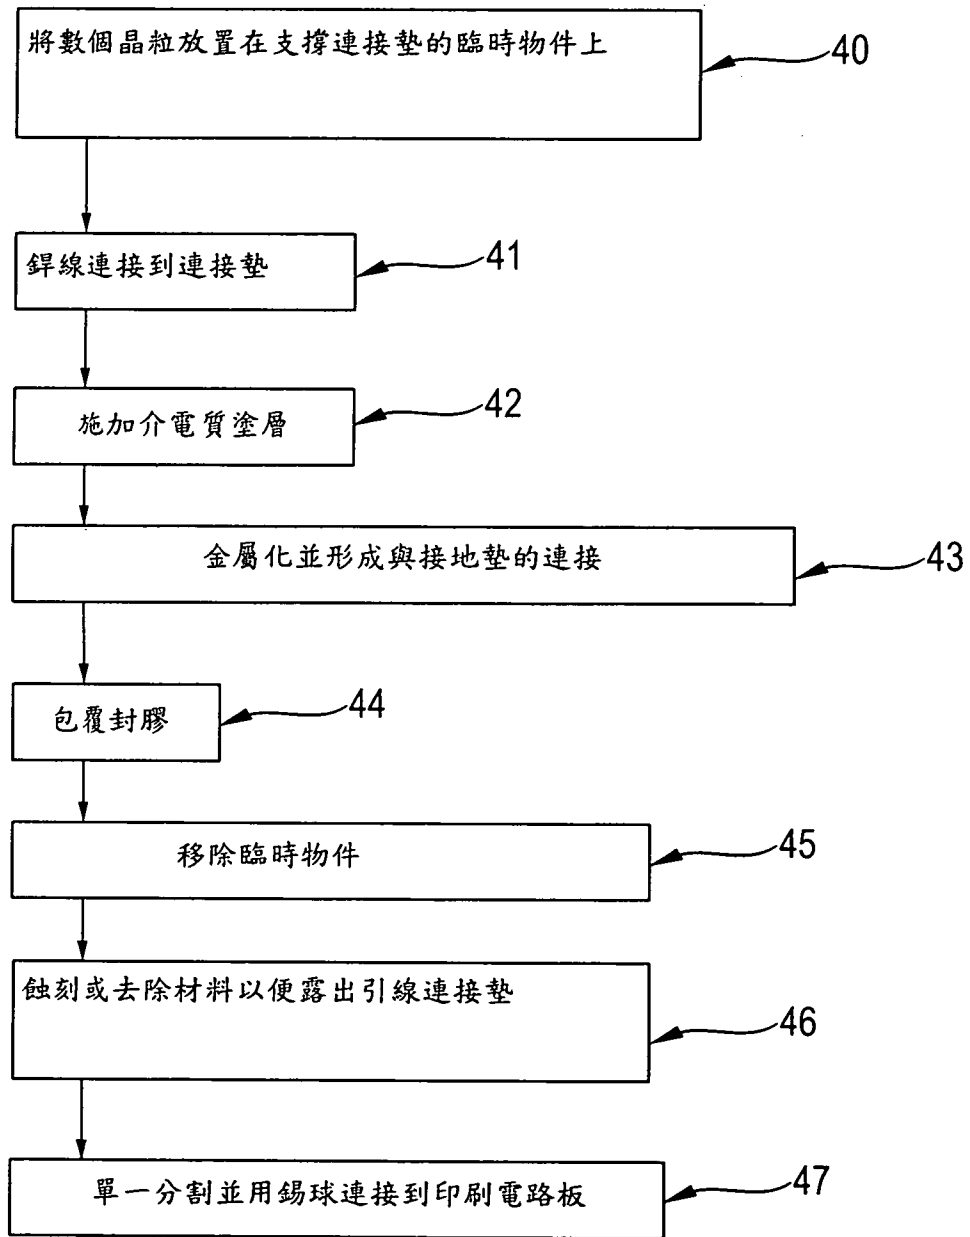 將數個晶粒放置在支撐連接墊的臨時物件上
40
銲線連接到連接墊
41
施加介電質塗層
42
金屬化並形成與接地墊的連接
43
包覆封膠
44
移除臨時物件
45
蝕刻或去除材料以便露出引線連接墊
46
單一分割並用錫球連接到印刷電路板
47